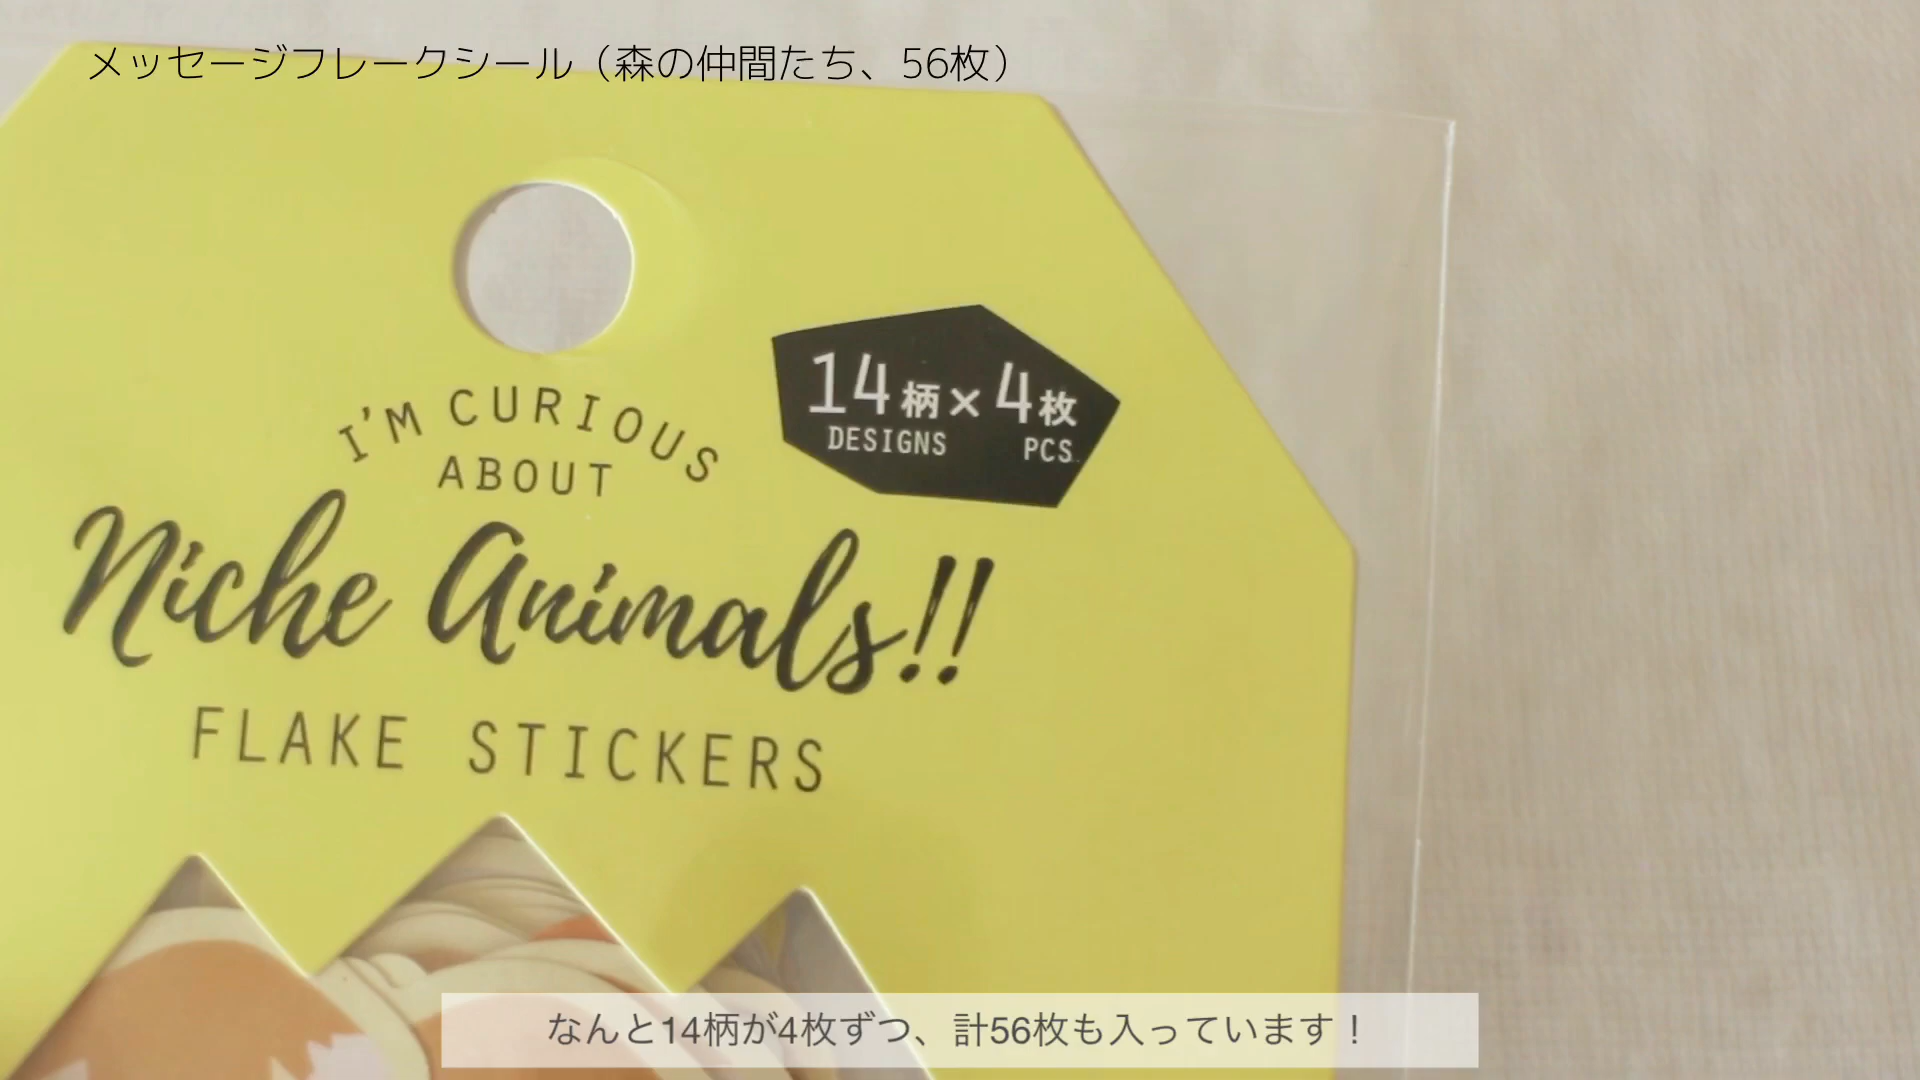 メッセージフレークシール（森の仲間たち、56枚）
14柄×4枚
DESIGNS PCS.
I'M CURIOUS
ABOUT
Niche Animals!!
FLAKE STICKERS
なんと14柄が4枚ずつ、計56枚も入っています！